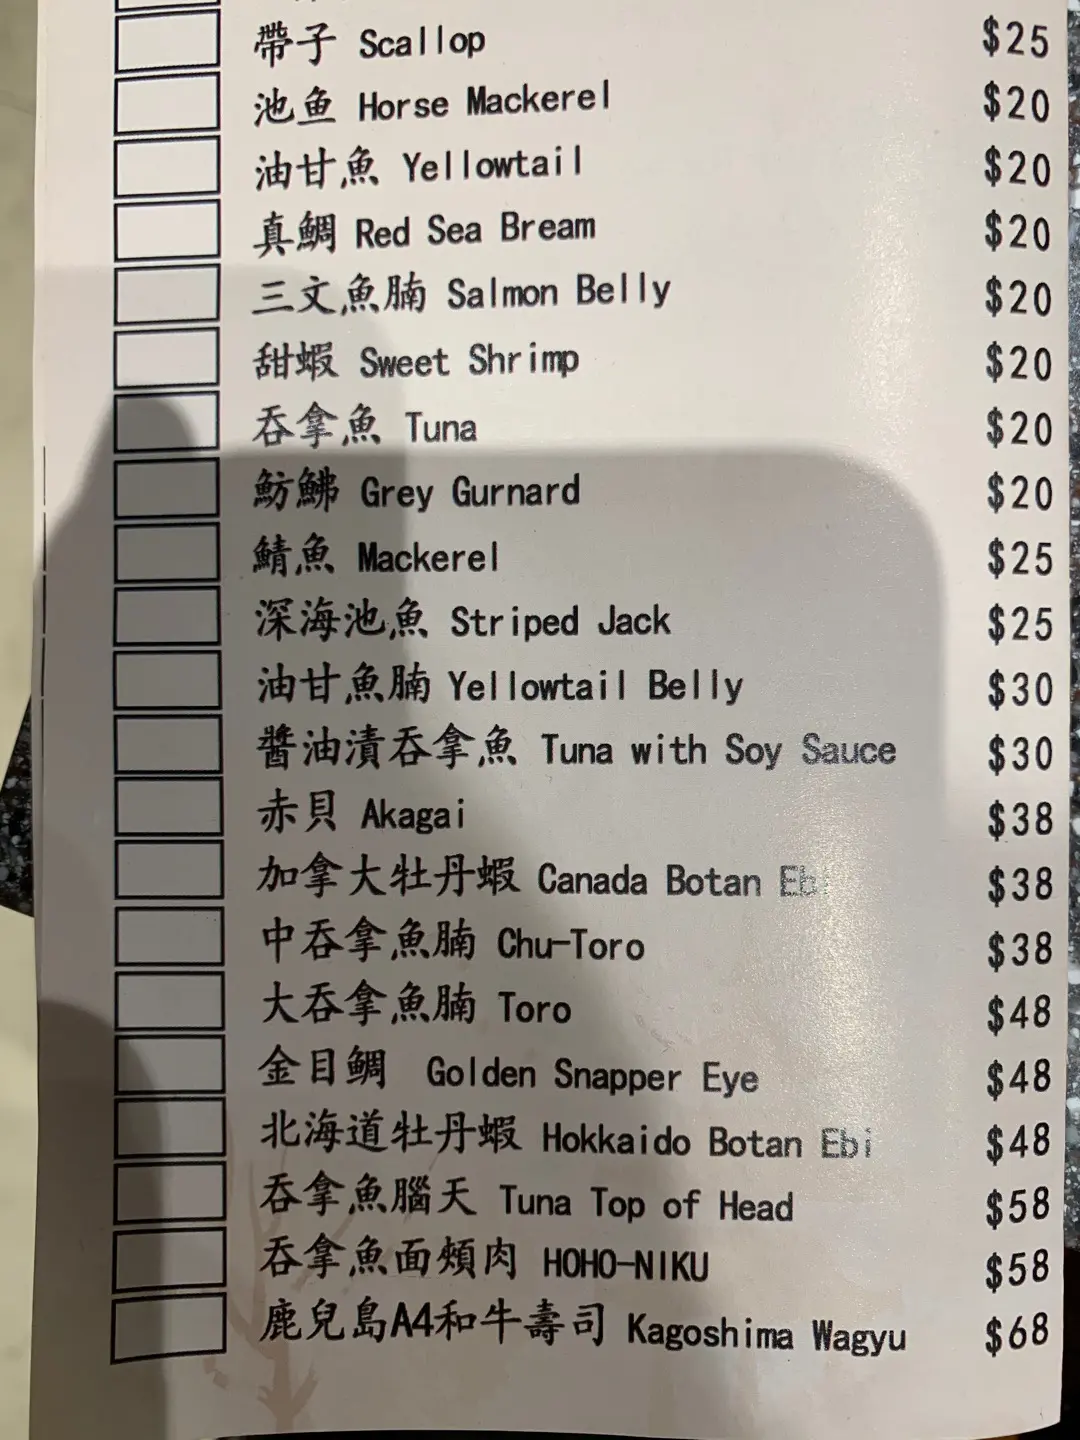 帶子 Scallop $25
池鱼 Horse Mackerel $20
油甘魚 Yellowtail $20
真鯛 Red Sea Bream $20
三文魚腩 Salmon Belly $20
甜蝦 Sweet Shrimp $20
吞拿魚 Tuna $20
魴鮄 Grey Gurnard $20
鯖魚 Mackerel $25
深海池魚 Striped Jack $25
油甘魚腩 Yellowtail Belly $30
醬油漬吞拿魚 Tuna with Soy Sauce $30
赤貝 Akagai $38
加拿大牡丹蝦 Canada Botan Ebi $38
中吞拿魚腩 Chu-Toro $38
大吞拿魚腩 Toro $48
金目鯛 Golden Snapper Eye $48
北海道牡丹蝦 Hokkaido Botan Ebi $48
吞拿魚腦天 Tuna Top of Head $58
吞拿魚面頰肉 HOHO-NIKU $58
鹿兒島A4和牛壽司 Kagoshima Wagyu $68